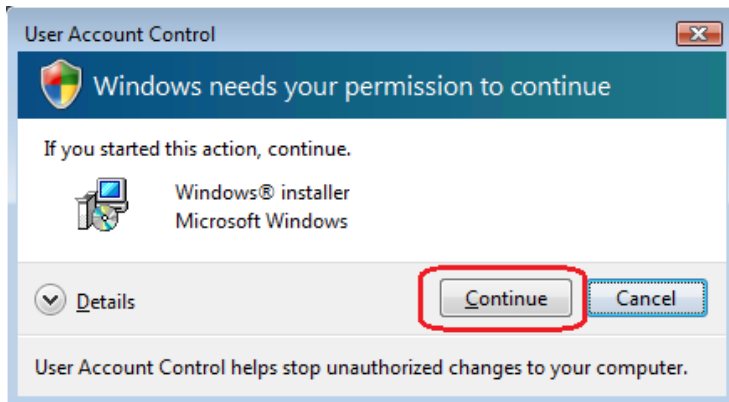 User Account Control
Windows needs your permission to continue
If you started this action, continue.
Windows® installer
Microsoft Windows
Details
Continue
Cancel
User Account Control helps stop unauthorized changes to your computer.